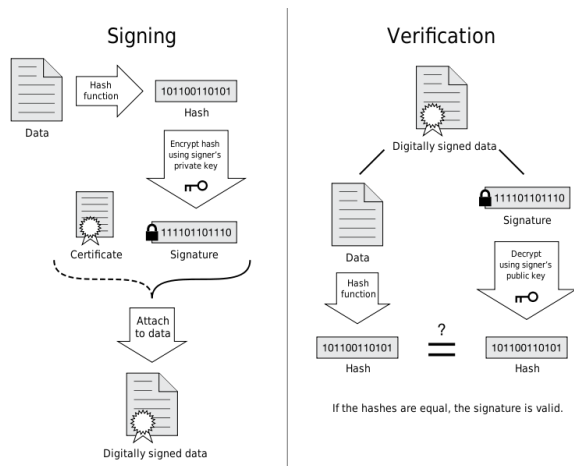 Signing
Data
Hash
function
101100110101
Hash
Encrypt hash
using signer's
private key
Certificate
111101101110
Signature
Attach
to data
Digitally signed data
Verification
Digitally signed data
Data
Hash
function
101100110101
Hash
111101101110
Signature
Decrypt
using signer's
public key
?
=
101100110101
Hash
If the hashes are equal, the signature is valid.